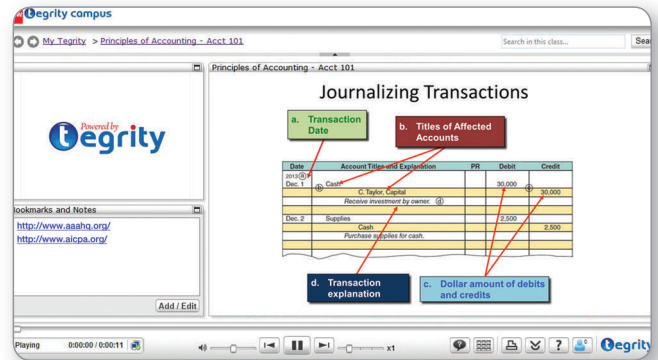 tegrity campus
My Tegrity > Principles of Accounting - Acct 101
Search in this class...
Sear
Principles of Accounting - Acct 101
Powered by
tegrity
Bookmarks and Notes
http://www.aaahq.org/
http://www.aicpa.org/
Add / Edit
Journalizing Transactions
a. Transaction
Date
b. Titles of Affected
Accounts
Date Account Titles and Explanation PR Debit Credit
2013 a
Dec. 1 b Cash 30,000 c
C. Taylor, Capital 30,000
Receive investment by owner. d
Dec. 2 Supplies 2,500
Cash 2,500
Purchase supplies for cash.
d. Transaction
explanation
c. Dollar amount of debits
and credits
Playing 0:00:00 / 0:00:11 x1 ? ? tegrity